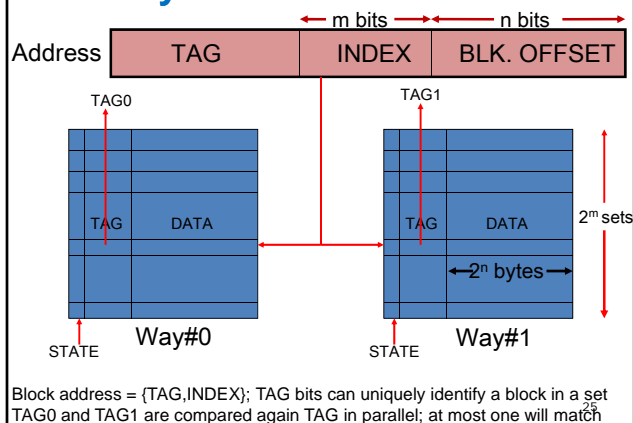 m bits n bits
Address TAG INDEX BLK. OFFSET
TAG0 TAG1
TAG DATA TAG DATA 2ᵐ sets
2ⁿ bytes
Way#0 Way#1
STATE STATE
Block address = {TAG,INDEX}; TAG bits can uniquely identify a block in a set
TAG0 and TAG1 are compared again TAG in parallel; at most one will match
25